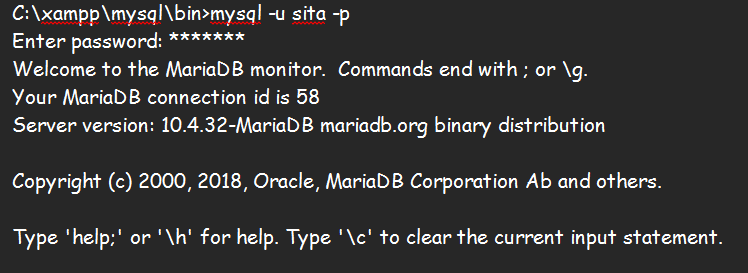 C:\xampp\mysql\bin>mysql -u sita -p
Enter password: *******
Welcome to the MariaDB monitor.  Commands end with ; or \g.
Your MariaDB connection id is 58
Server version: 10.4.32-MariaDB mariadb.org binary distribution
Copyright (c) 2000, 2018, Oracle, MariaDB Corporation Ab and others.
Type 'help;' or '\h' for help. Type '\c' to clear the current input statement.